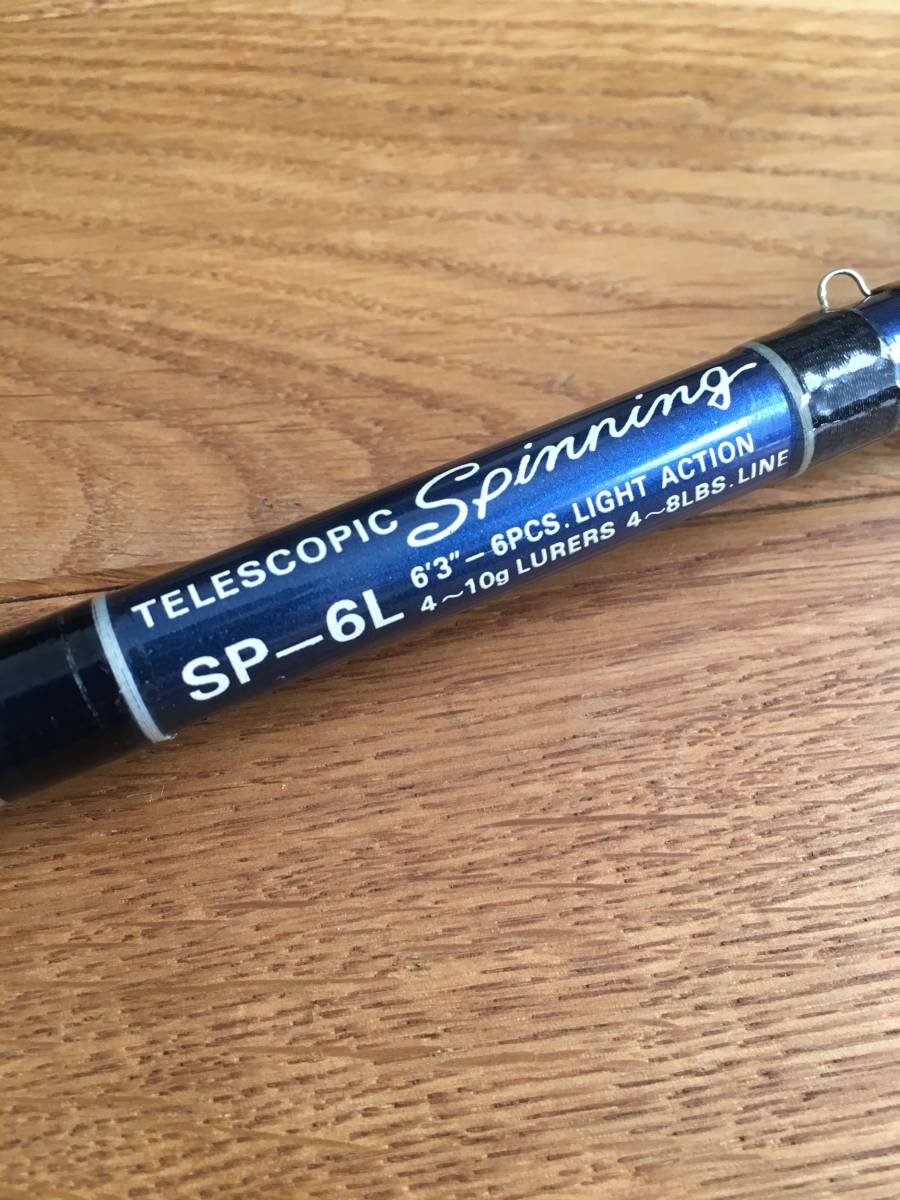 TELESCOPIC Spinning
SP–6L
6'3"–6PCS. LIGHT ACTION
4~10g LURERS 4~8LBS. LINE